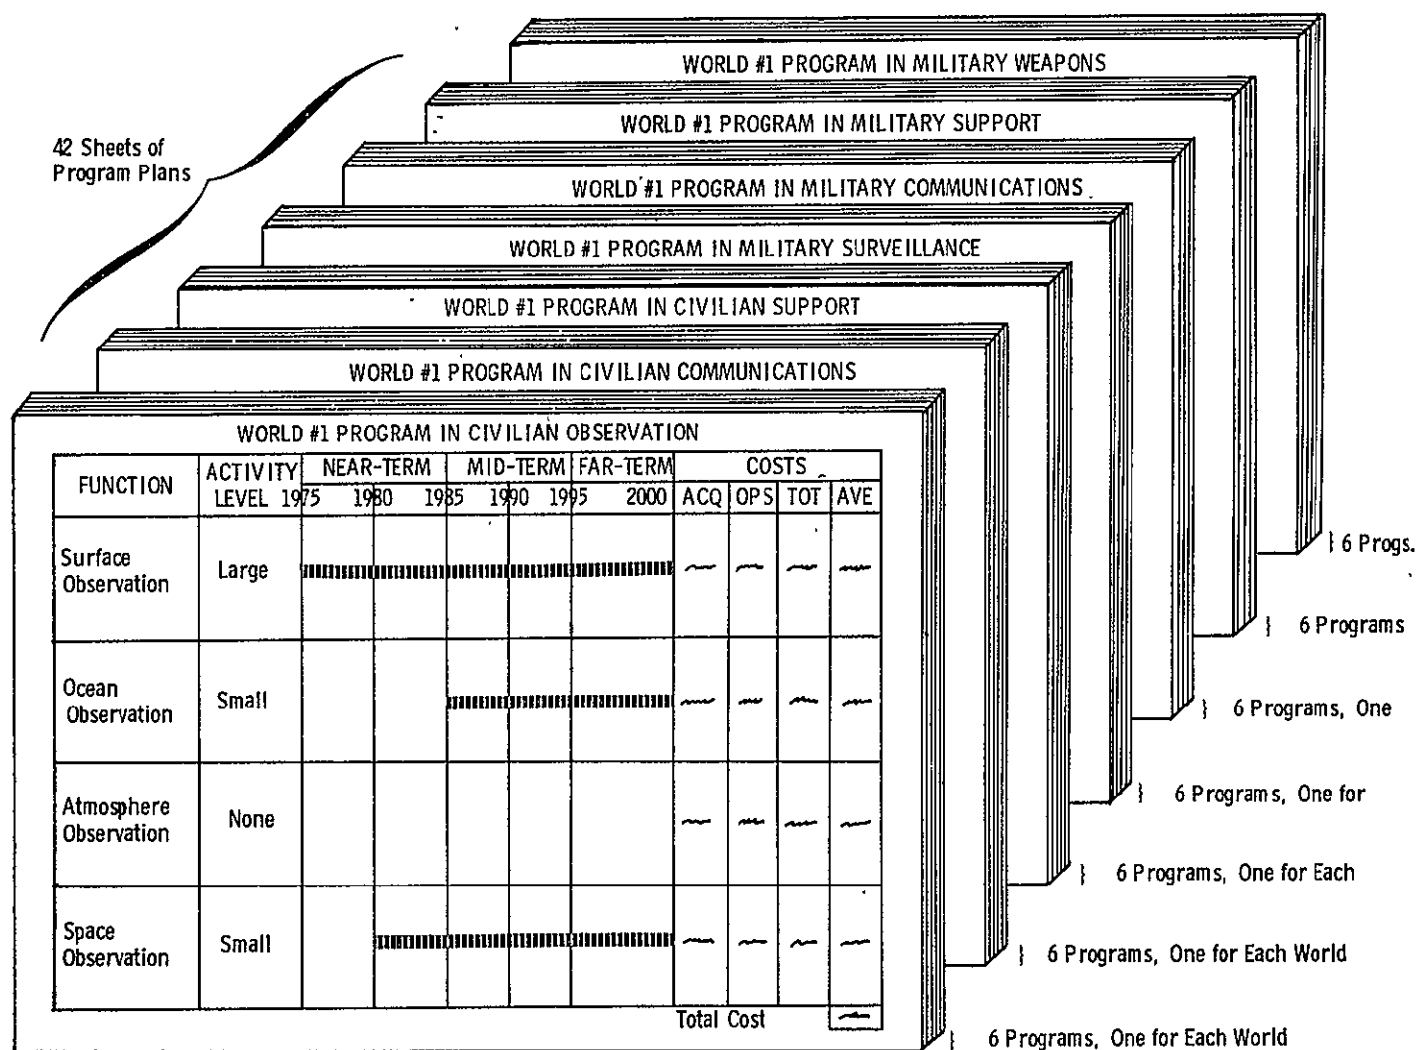 WORLD #1 PROGRAM IN MILITARY WEAPONS
WORLD #1 PROGRAM IN MILITARY SUPPORT
42 Sheets of
Program Plans
WORLD #1 PROGRAM IN MILITARY COMMUNICATIONS
WORLD #1 PROGRAM IN MILITARY SURVEILLANCE
WORLD #1 PROGRAM IN CIVILIAN SUPPORT
WORLD #1 PROGRAM IN CIVILIAN COMMUNICATIONS
WORLD #1 PROGRAM IN CIVILIAN OBSERVATION
FUNCTION ACTIVITY LEVEL NEAR-TERM MID-TERM FAR-TERM COSTS
1975 1980 1985 1990 1995 2000 ACQ OPS TOT AVE
Surface
Observation Large
Ocean
Observation Small
Atmosphere
Observation None
Space
Observation Small
Total Cost
6 Progs.
6 Programs
6 Programs, One
6 Programs, One for
6 Programs, One for Each
6 Programs, One for Each World
6 Programs, One for Each World